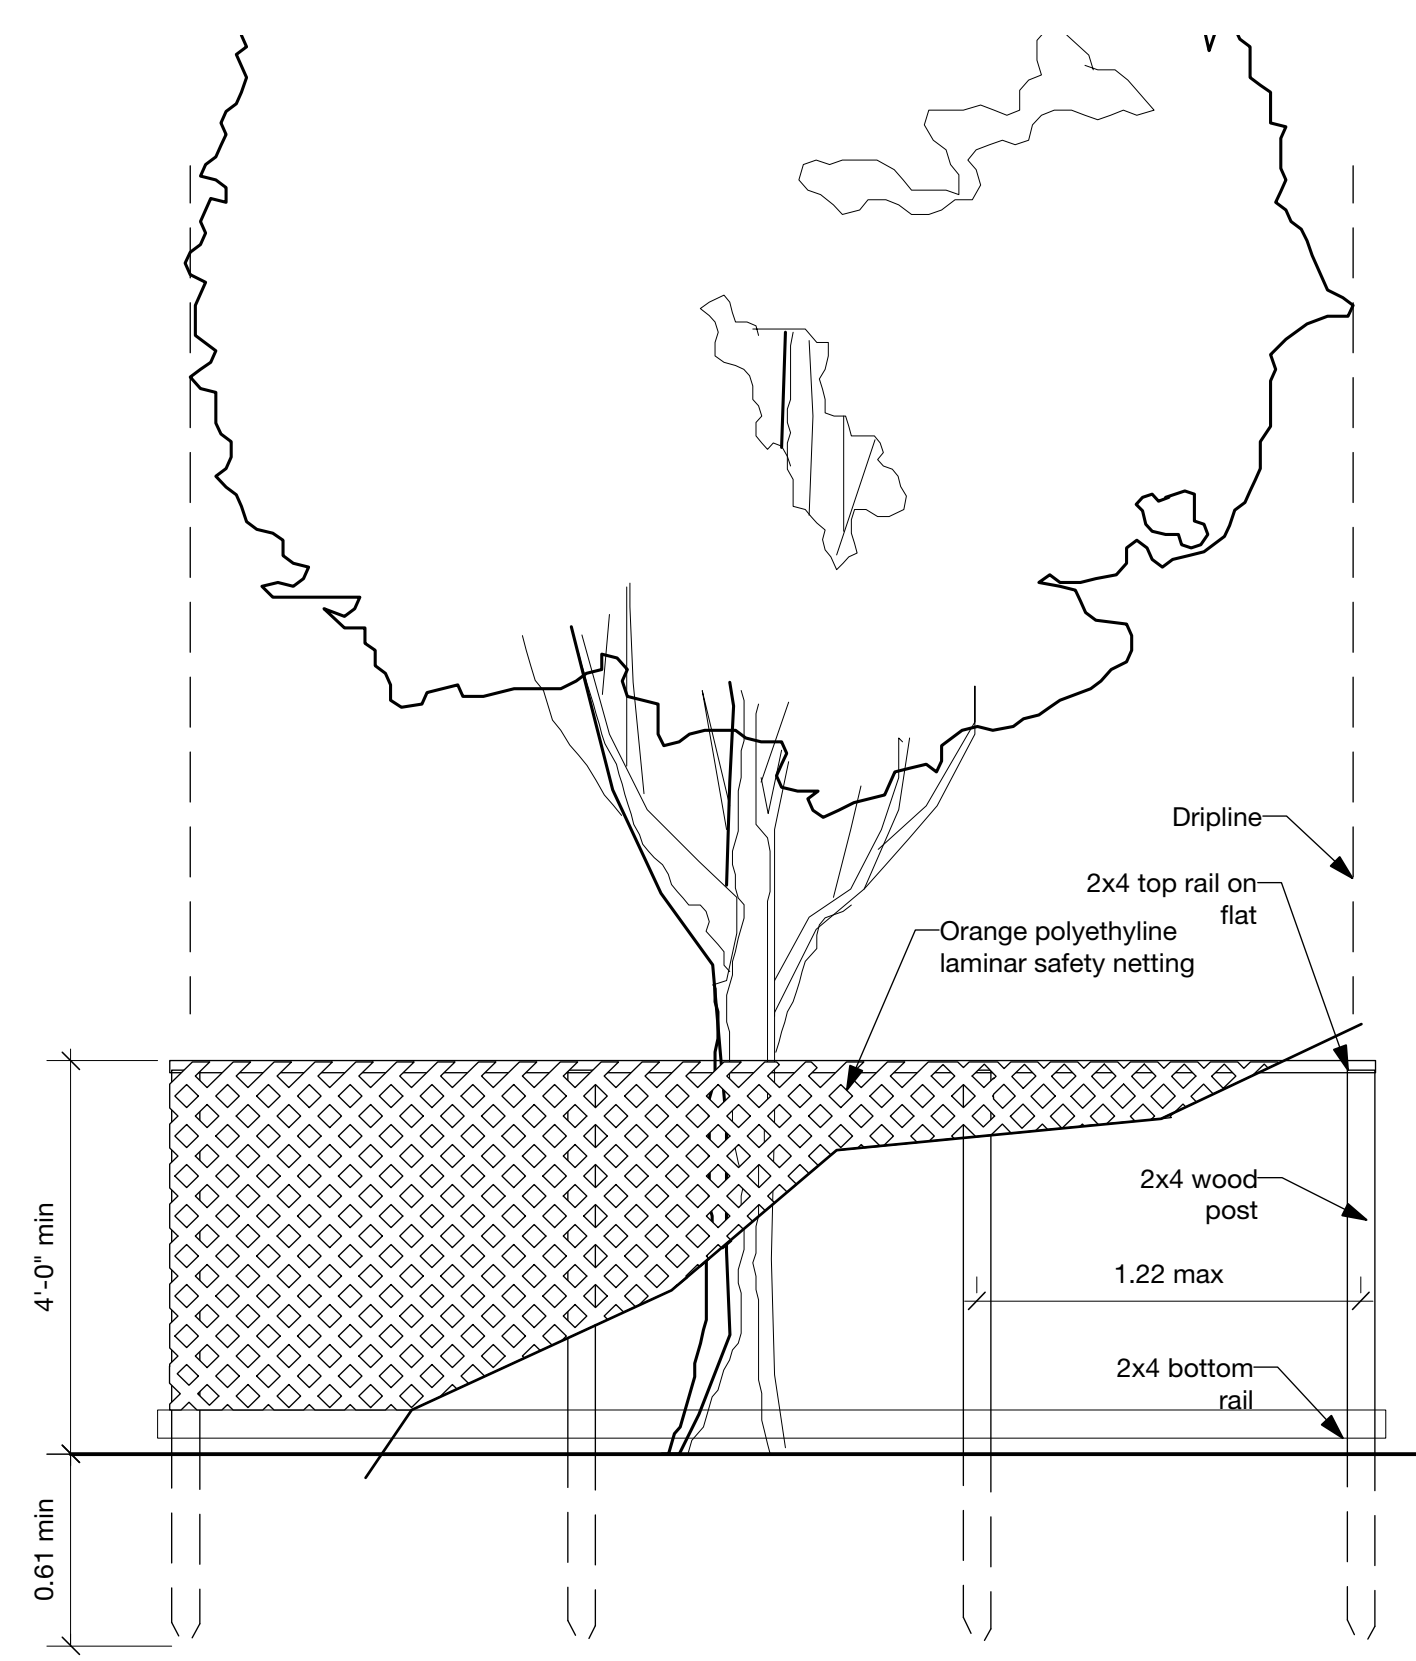 Dripline
2x4 top rail on
flat
Orange polyethyline
laminar safety netting
2x4 wood
post
1.22 max
2x4 bottom
rail
4'-0" min
0.61 min